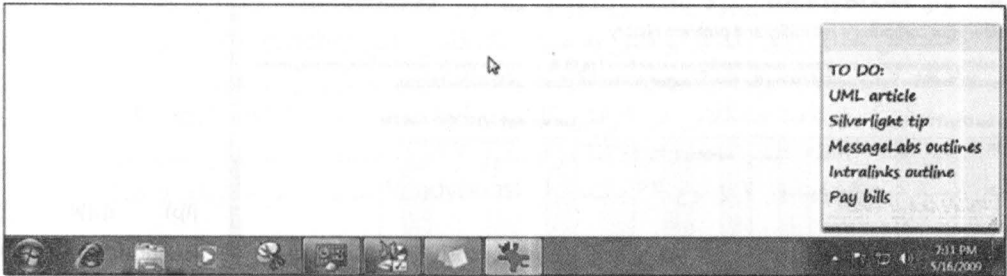 TO DO:
UML article
Silverlight tip
MessageLabs outlines
Intralinks outline
Pay bills
7:11 PM
5/16/2009